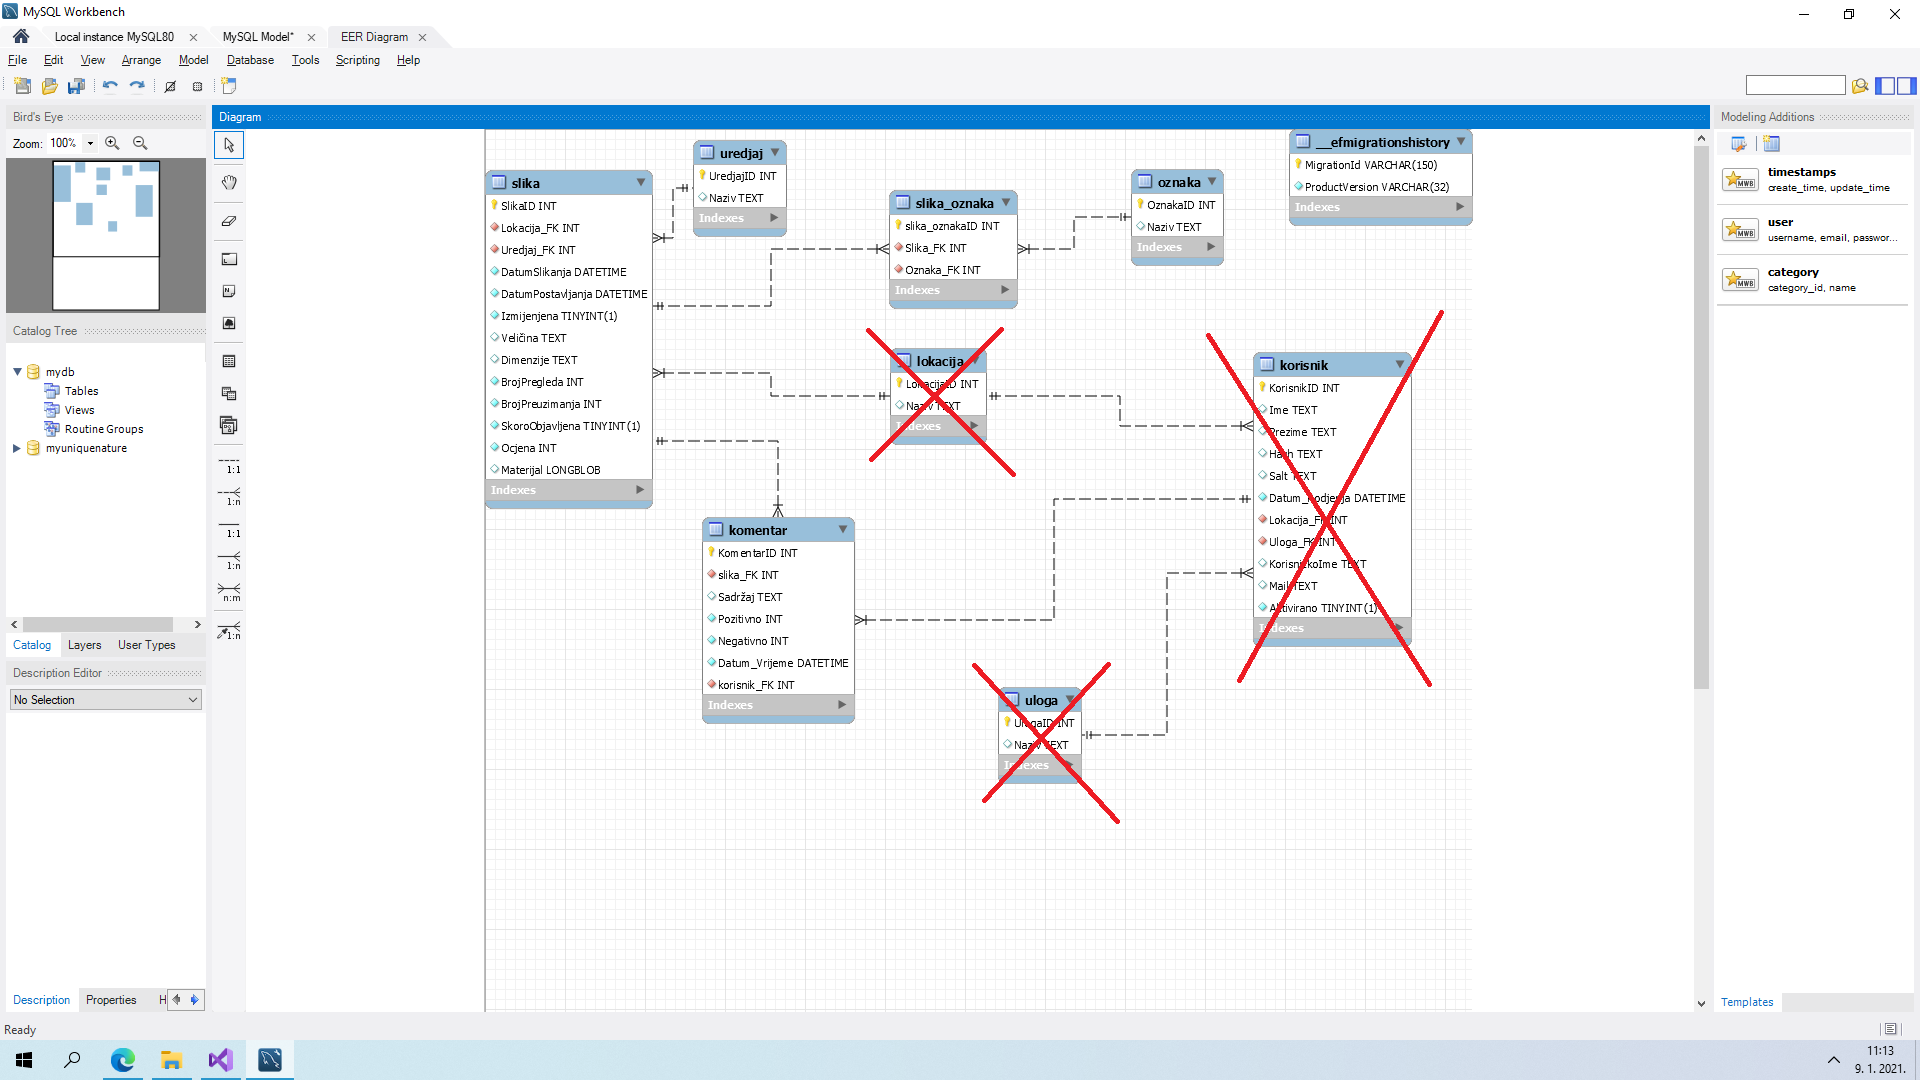 MySQL Workbench
Local instance MySQL80
MySQL Model*
EER Diagram
File Edit View Arrange Model Database Tools Scripting Help
Bird's Eye
Zoom: 100%
Catalog Tree
mydb
Tables
Views
Routine Groups
myuniquenature
Catalog Layers User Types
Description Editor
No Selection
Description Properties H
Ready
1:1
1:n
1:1
1:n
n:m
1:n
Diagram
slika
SlikaID INT
Lokacija_FK INT
Uredjaj_FK INT
DatumSlikanja DATETIME
DatumPostavljanja DATETIME
Izmijenjena TINYINT(1)
Veličina TEXT
Dimenzije TEXT
BrojPregleda INT
BrojPreuzimanja INT
SkoroObjavljena TINYINT(1)
Ocjena INT
Materijal LONGBLOB
Indexes
uredjaj
UredjajID INT
Naziv TEXT
Indexes
slika_oznaka
slika_oznakaID INT
Slika_FK INT
Oznaka_FK INT
Indexes
oznaka
OznakaID INT
Naziv TEXT
Indexes
__efmigrationshistory
MigrationId VARCHAR(150)
ProductVersion VARCHAR(32)
Indexes
lokacija
LokacijaID INT
Naziv TEXT
Indexes
korisnik
KorisnikID INT
Ime TEXT
Prezime TEXT
Hash TEXT
Salt TEXT
Datum_Rodjenja DATETIME
Lokacija_FK INT
Uloga_FK INT
KorisnickoIme TEXT
Mail TEXT
Aktivirano TINYINT(1)
Indexes
komentar
KomentarID INT
slika_FK INT
Sadržaj TEXT
Pozitivno INT
Negativno INT
Datum_Vrijeme DATETIME
korisnik_FK INT
Indexes
uloga
UlogaID INT
Naziv TEXT
Indexes
Modeling Additions
timestamps
create_time, update_time
user
username, email, passwor...
category
category_id, name
Templates
11:13
9. 1. 2021.